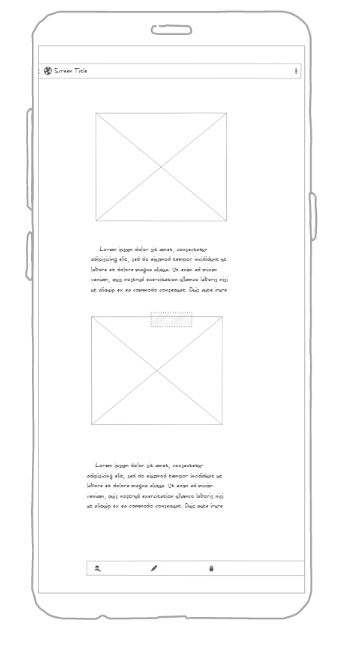 Screen Title
Lorem ipsum dolor sit amet, consectetur
adipisicing elit, sed do eiusmod tempor incididunt ut
labore et dolore magna aliqua. Ut enim ad minim
veniam, quis nostrud exercitation ullamco laboris nisi
ut aliquip ex ea commodo consequat. Duis aute irure
Lorem ipsum dolor sit amet, consectetur
adipisicing elit, sed do eiusmod tempor incididunt ut
labore et dolore magna aliqua. Ut enim ad minim
veniam, quis nostrud exercitation ullamco laboris nisi
ut aliquip ex ea commodo consequat. Duis aute irure